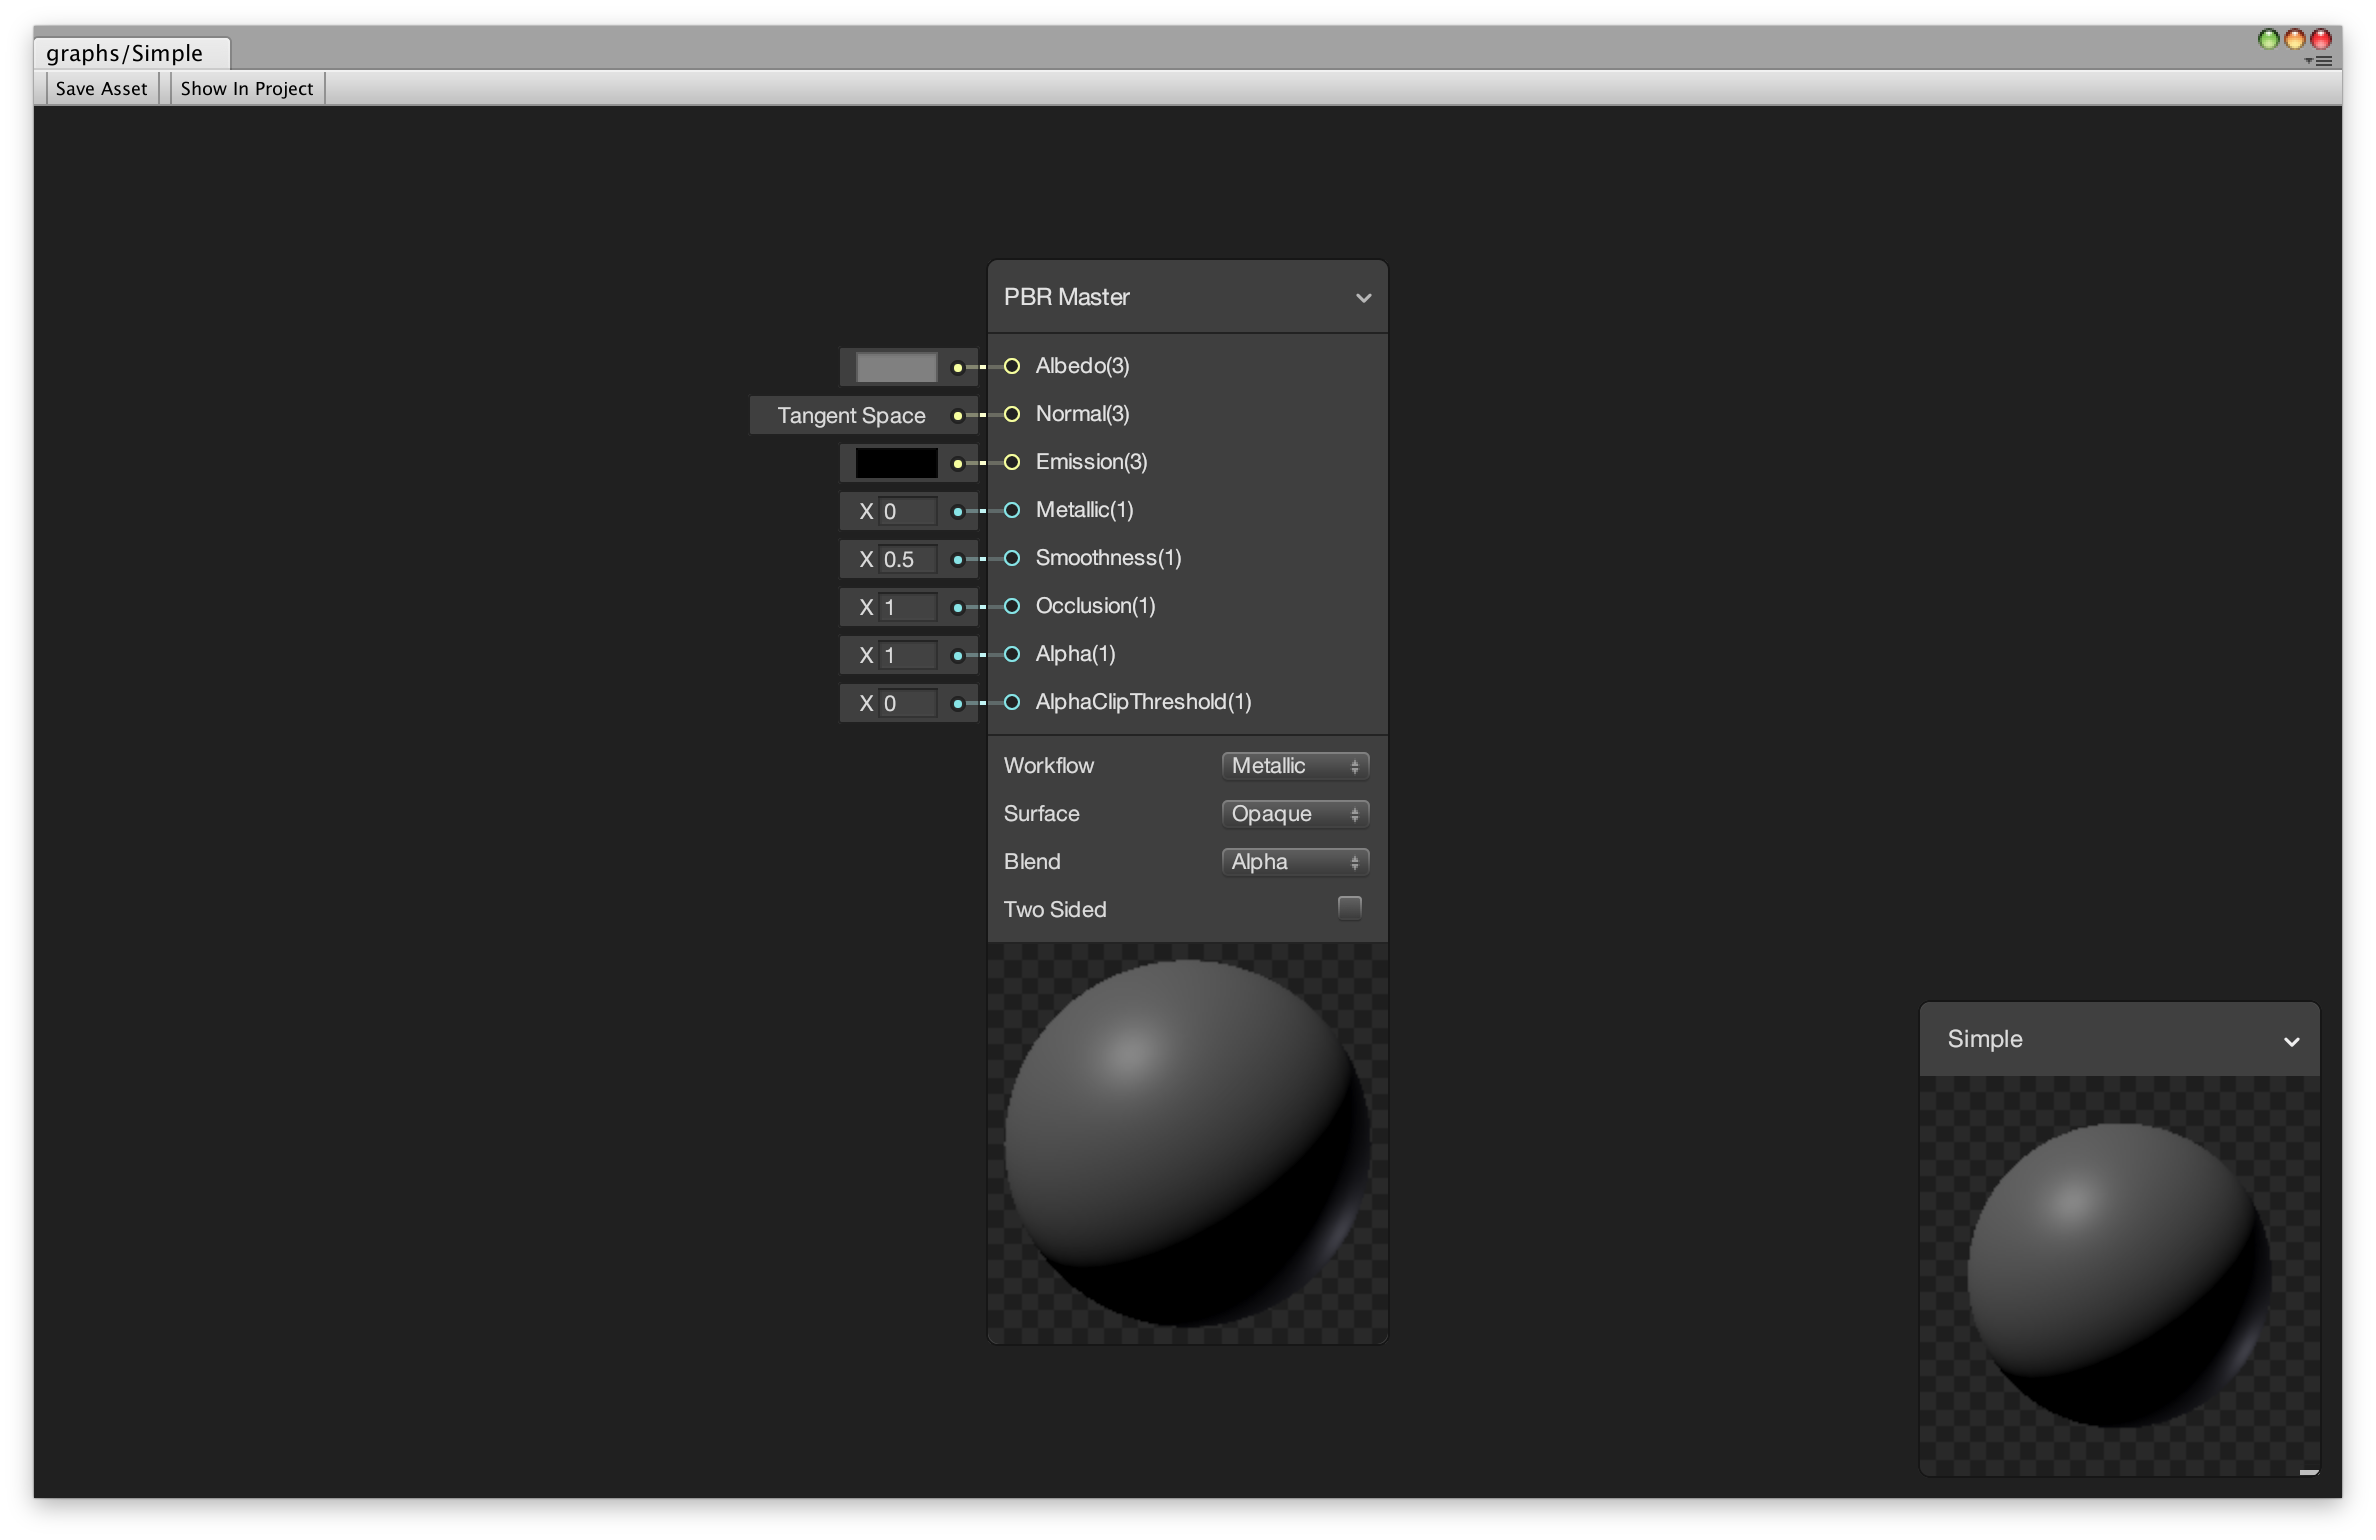 graphs/Simple
Save Asset Show In Project
PBR Master
Albedo(3)
Tangent Space Normal(3)
Emission(3)
X 0 Metallic(1)
X 0.5 Smoothness(1)
X 1 Occlusion(1)
X 1 Alpha(1)
X 0 AlphaClipThreshold(1)
Workflow Metallic
Surface Opaque
Blend Alpha
Two Sided
Simple